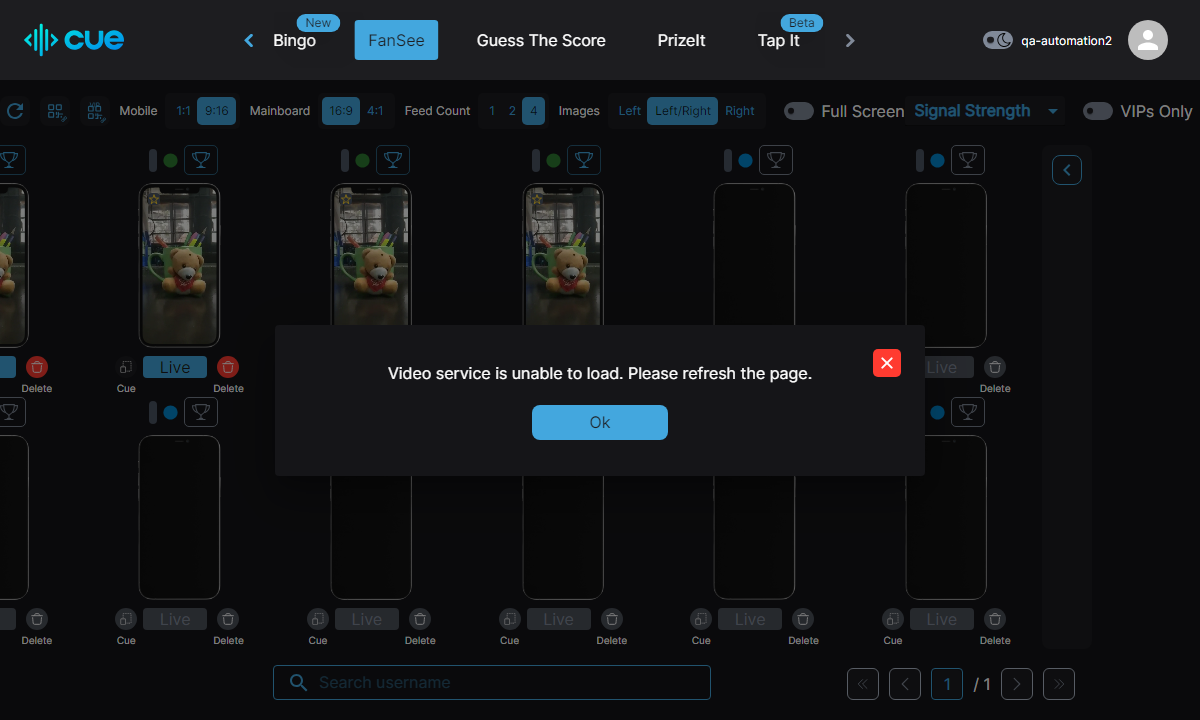 cue
Bingo
New
FanSee
Guess The Score
PrizeIt
Tap It
Beta
qa-automation2
Mobile
1:1
9:16
Mainboard
16:9
4:1
Feed Count
1
2
4
Images
Left
Left/Right
Right
Full Screen
Signal Strength
VIPs Only
Live
Live
Delete
Cue
Delete
Delete
Video service is unable to load. Please refresh the page.
Ok
Live
Live
Live
Live
Live
Delete
Cue
Delete
Cue
Delete
Cue
Delete
Cue
Delete
Cue
Delete
Search username
1
/ 1